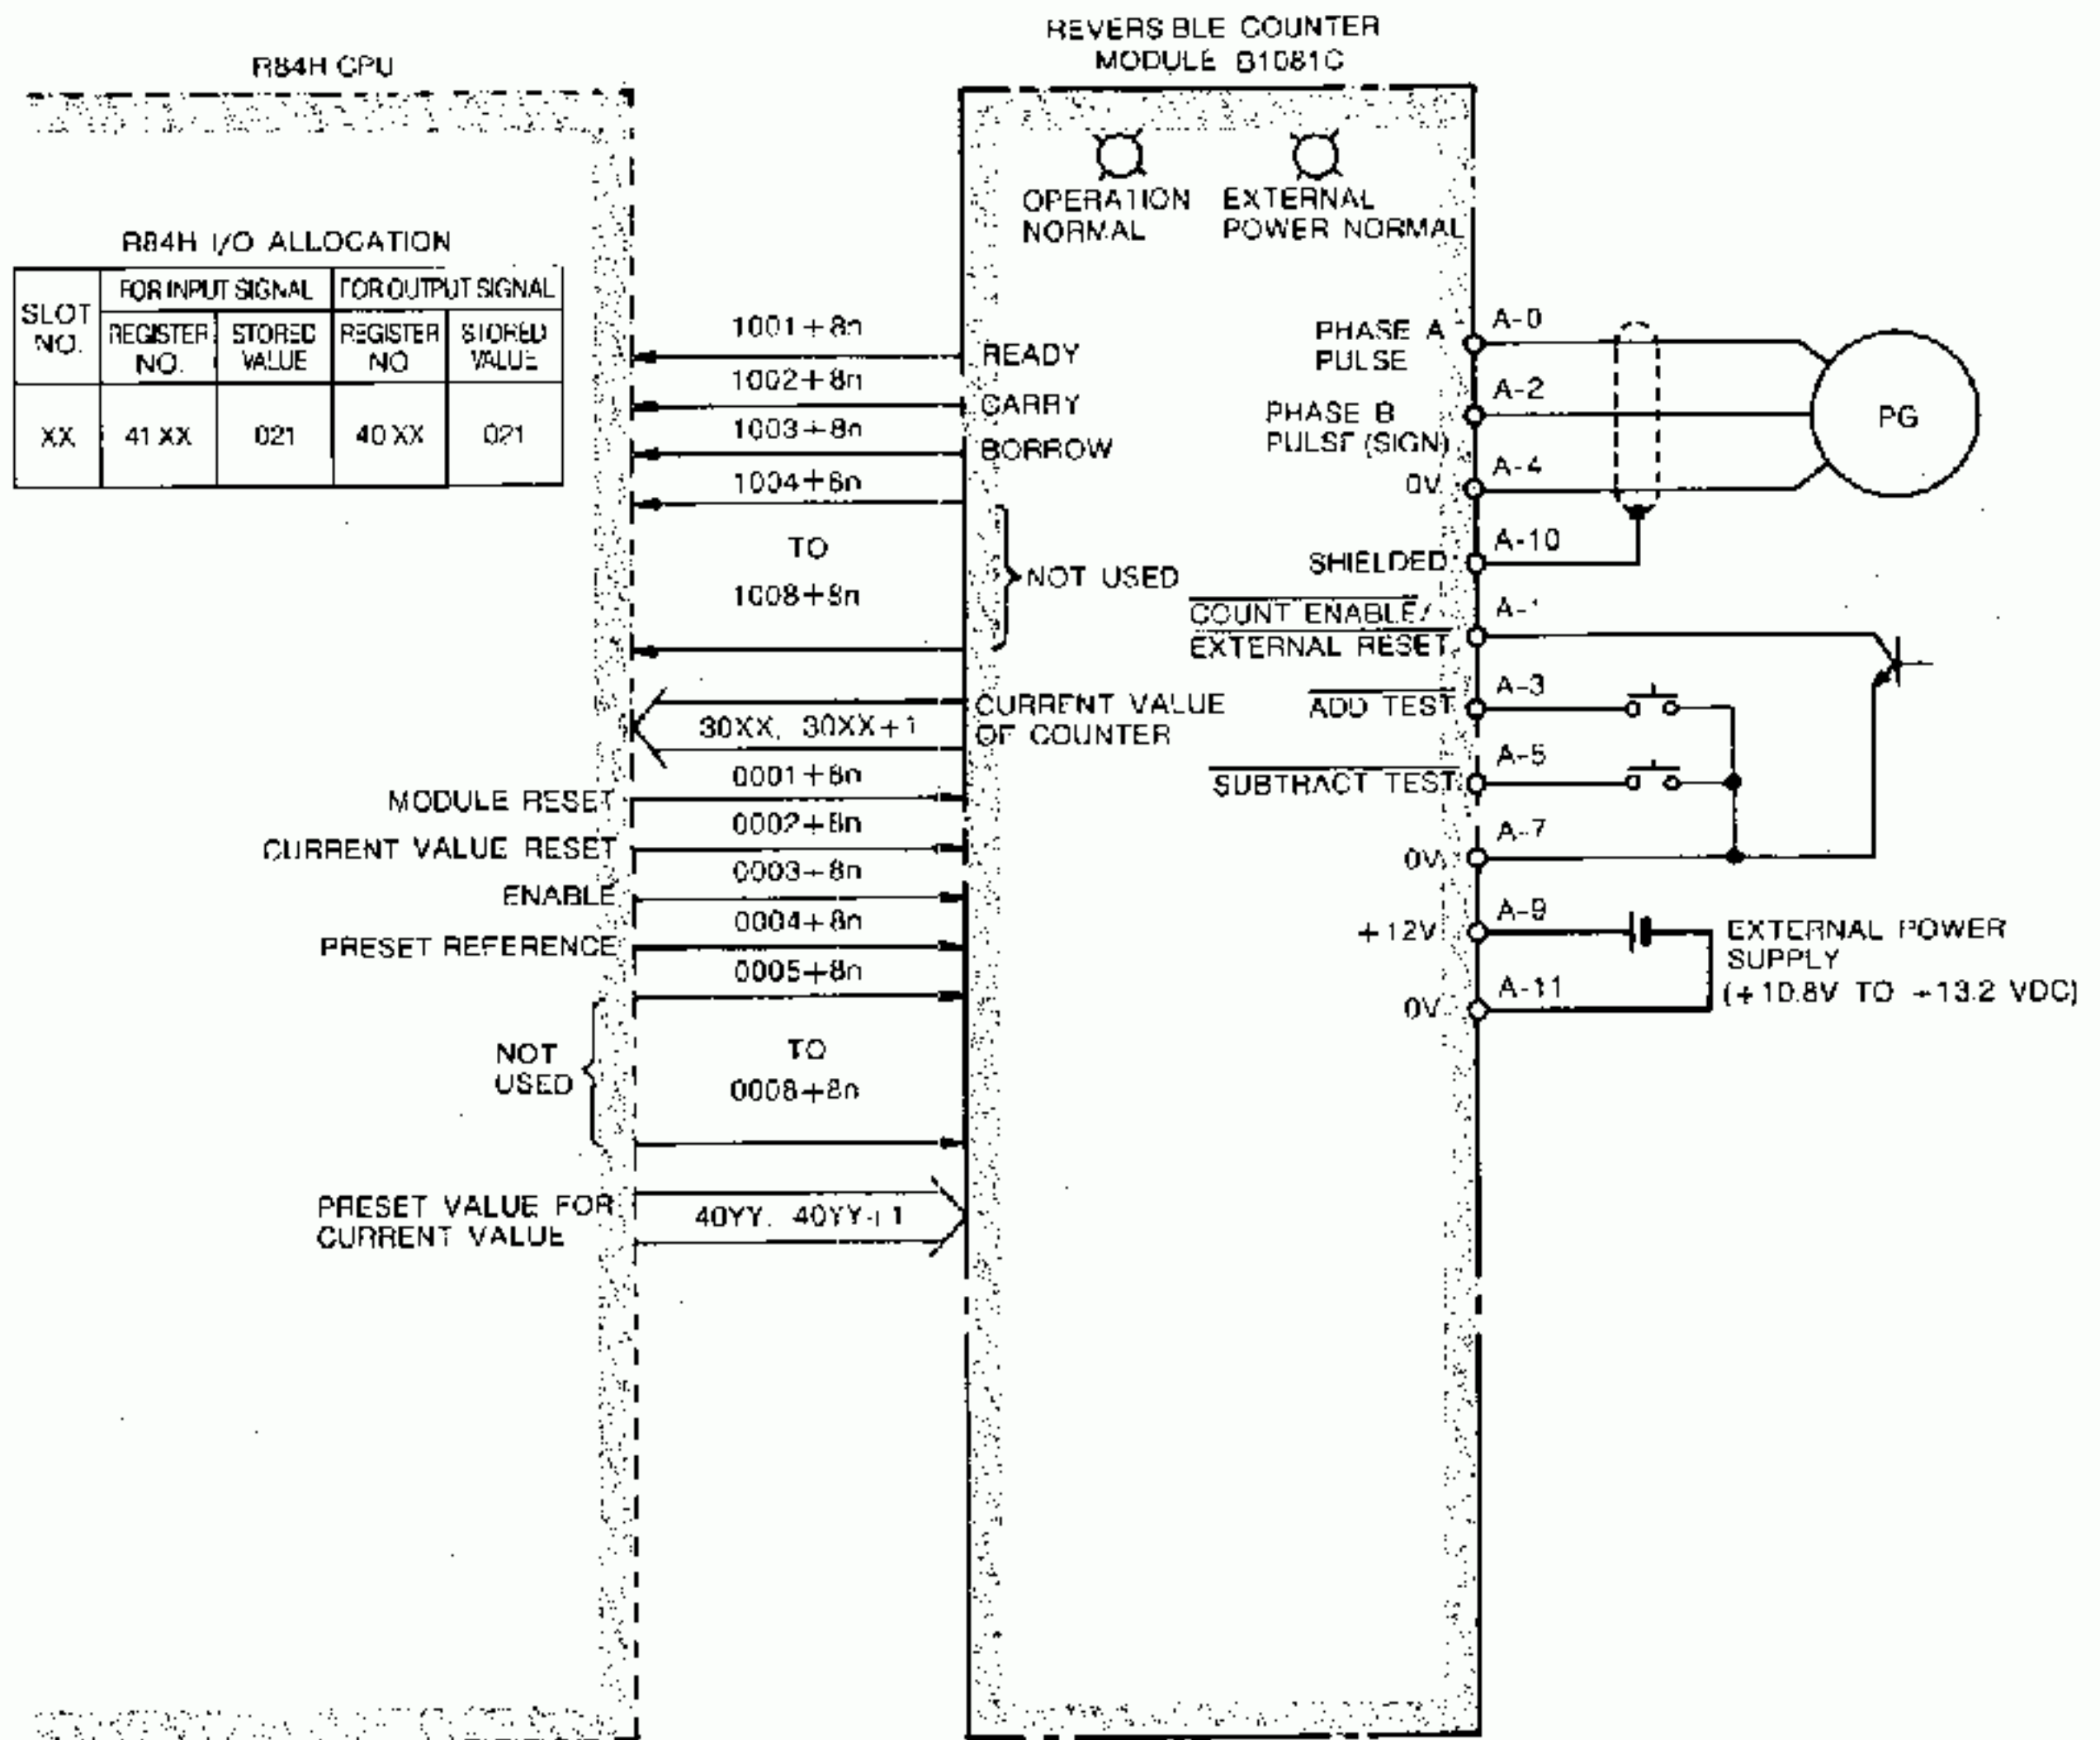 REVERSIBLE COUNTER
MODULE B1081C
R84H CPU
OPERATION
NORMAL
EXTERNAL
POWER NORMAL
R84H I/O ALLOCATION
SLOT
NO.
FOR INPUT SIGNAL
FOR OUTPUT SIGNAL
REGISTER
NO.
STORED
VALUE
REGISTER
NO
STORED
VALUE
XX
41 XX
021
40 XX
021
1001+8n
READY
1002+8n
CARRY
1003+8n
BORROW
1004+8n
TO
1008+8n
NOT USED
30XX, 30XX+1
CURRENT VALUE
OF COUNTER
MODULE RESET
0001+8n
CURRENT VALUE RESET
0002+8n
ENABLE
0003+8n
PRESET REFERENCE
0004+8n
0005+8n
TO
0008+8n
NOT
USED
PRESET VALUE FOR
CURRENT VALUE
40YY, 40YY+1
PHASE A
PULSE
A-0
PHASE B
PULSE (SIGN)
A-2
0V
A-4
PG
SHIELDED
A-10
COUNT ENABLE/
EXTERNAL RESET
A-1
ADD TEST
A-3
SUBTRACT TEST
A-5
0V
A-7
+12V
A-9
0V
A-11
EXTERNAL POWER
SUPPLY
(+10.8V TO +13.2 VDC)